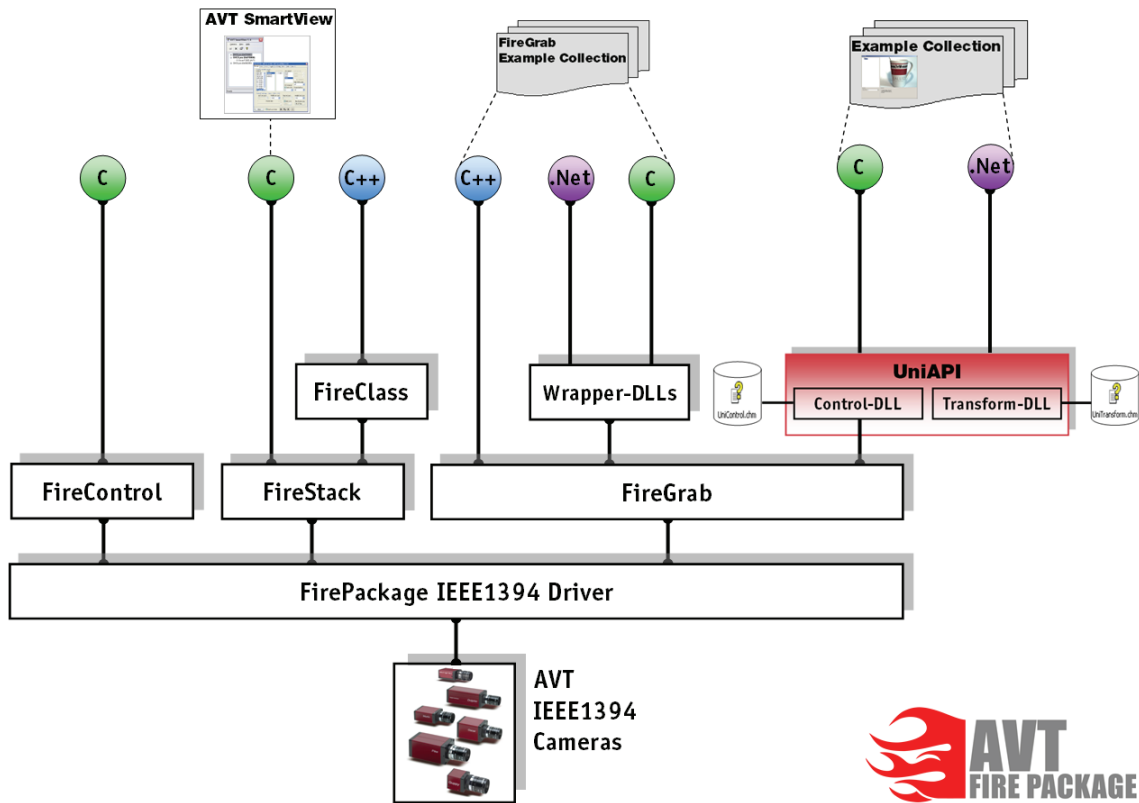 AVT SmartView
FireGrab
Example Collection
Example Collection
C
C
C++
C++
.Net
C
C
.Net
FireClass
Wrapper-DLLs
UniAPI
Control-DLL
Transform-DLL
UniControl.chm
UniTransform.chm
FireControl
FireStack
FireGrab
FirePackage IEEE1394 Driver
AVT
IEEE1394
Cameras
AVT
FIRE PACKAGE